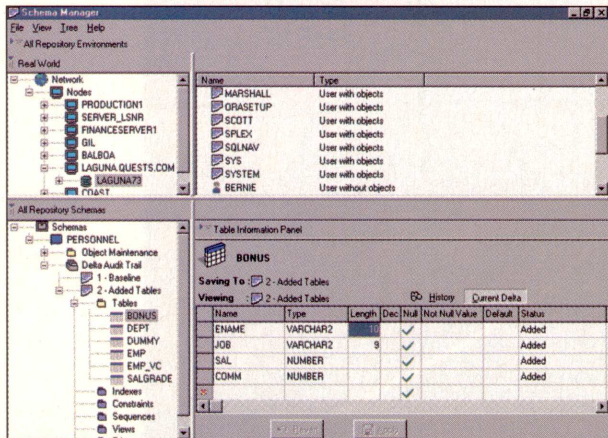 Schema Manager
File View Tree Help
All Repository Environments
Real World
Network
Nodes
PRODUCTION1
SERVER_LSNR
FINANCESERVER1
GIL
BALBOA
LAGUNA.QUESTS.COM
LAGUNA73
COAST
Name Type
MARSHALL User with objects
ORASETUP User with objects
SCOTT User with objects
SPLEX User with objects
SQLNAV User with objects
SYS User with objects
SYSTEM User with objects
BERNIE User without objects
All Repository Schemas
Schemas
PERSONNEL
Object Maintenance
Delta Audit Trail
1 - Baseline
2 - Added Tables
Tables
BONUS
DEPT
DUMMY
EMP
EMP_VC
SALGRADE
Indexes
Constraints
Sequences
Views
Table Information Panel
BONUS
Saving To : 2 - Added Tables
Viewing : 2 - Added Tables History Current Delta
Name Type Length Dec Null Not Null Value Default Status
ENAME VARCHAR2 10 Added
JOB VARCHAR2 9 Added
SAL NUMBER Added
COMM NUMBER Added
Revert Apply